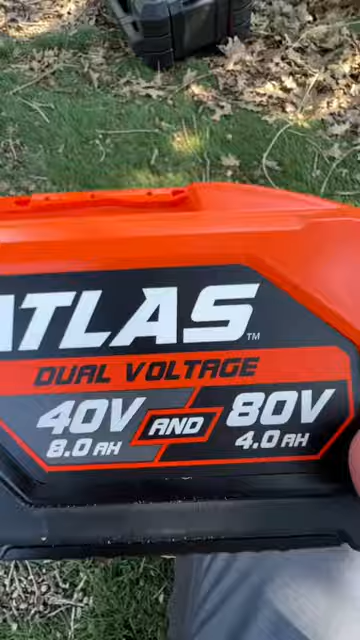 ATLAS™
DUAL VOLTAGE
40V AND 80V
8.0 AH 4.0 AH